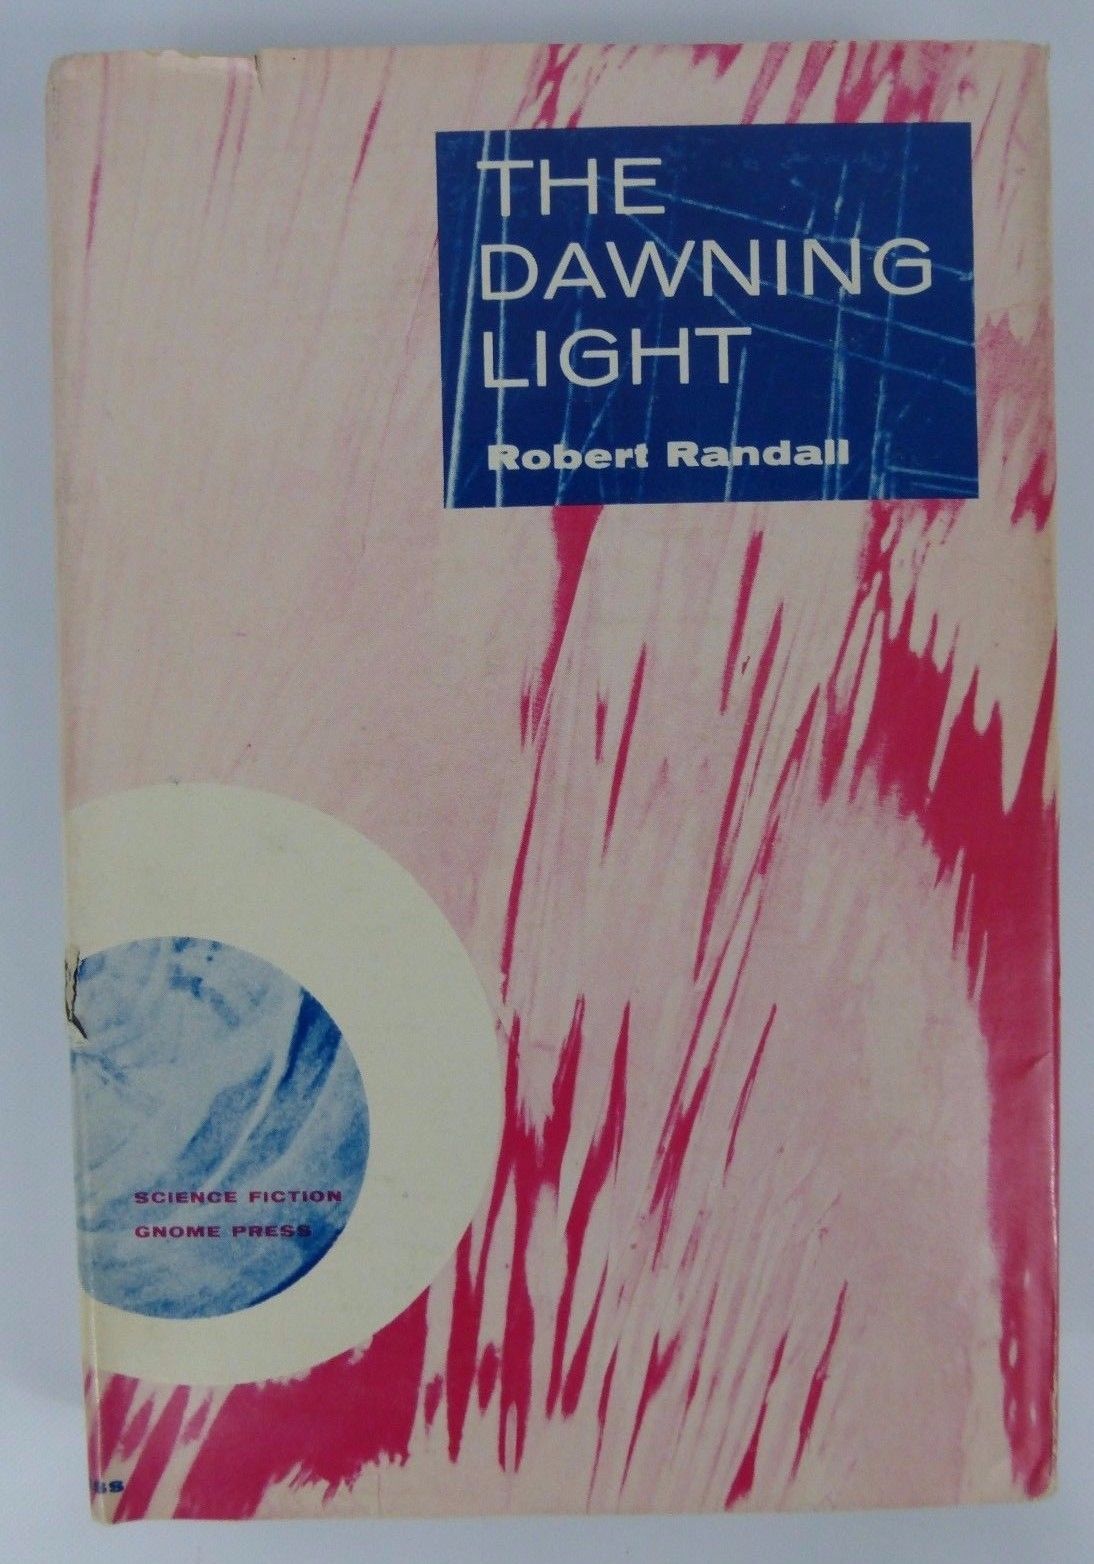 THE
DAWNING
LIGHT
Robert Randall
SCIENCE FICTION
GNOME PRESS